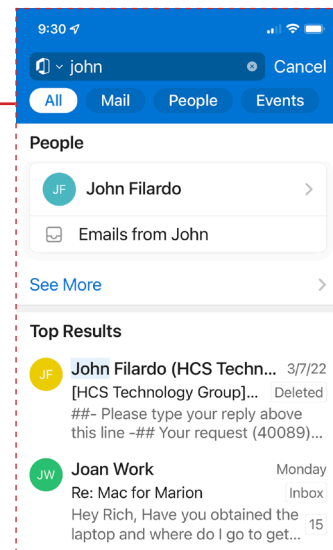 9:30
john Cancel
All Mail People Events
People
JF John Filardo
Emails from John
See More
Top Results
JF John Filardo (HCS Techn... 3/7/22
[HCS Technology Group]... Deleted
##- Please type your reply above
this line -## Your request (40089)...
JW Joan Work Monday
Re: Mac for Marion Inbox
Hey Rich, Have you obtained the
laptop and where do I go to get... 15